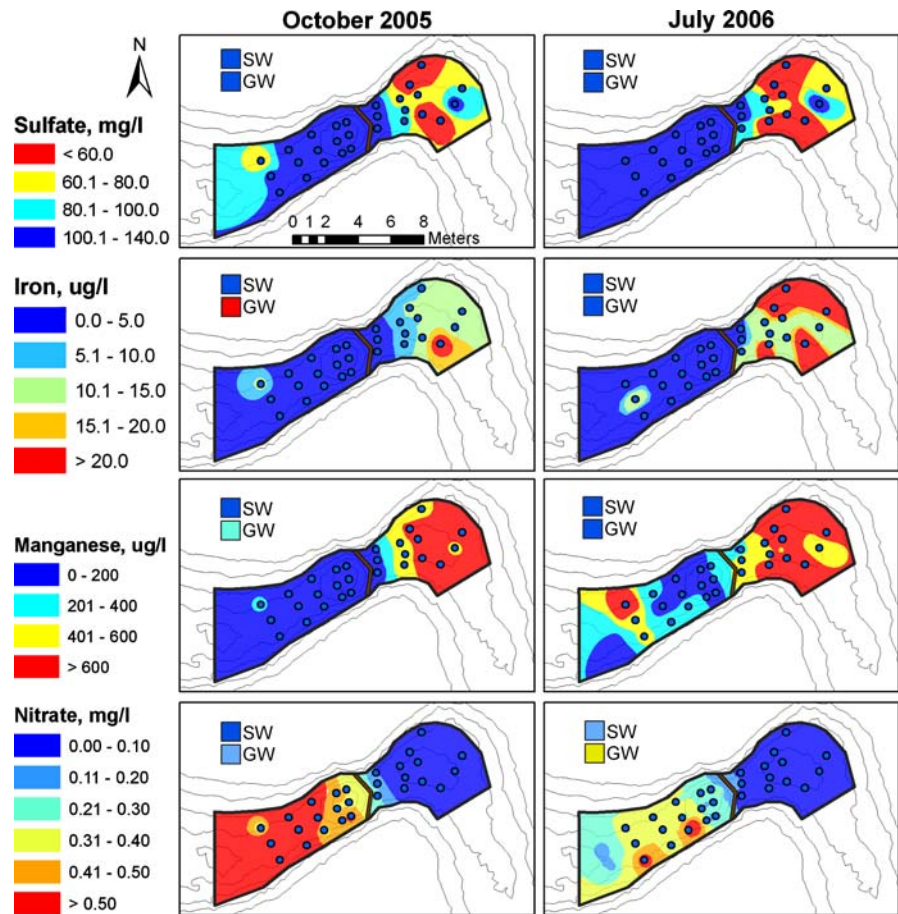 October 2005 July 2006
N
SW
GW
SW
GW
Sulfate, mg/l
< 60.0
60.1 - 80.0
80.1 - 100.0
100.1 - 140.0
0 1 2 4 6 8
Meters
Iron, ug/l
0.0 - 5.0
5.1 - 10.0
10.1 - 15.0
15.1 - 20.0
> 20.0
SW
GW
SW
GW
Manganese, ug/l
0 - 200
201 - 400
401 - 600
> 600
SW
GW
SW
GW
Nitrate, mg/l
0.00 - 0.10
0.11 - 0.20
0.21 - 0.30
0.31 - 0.40
0.41 - 0.50
> 0.50
SW
GW
SW
GW